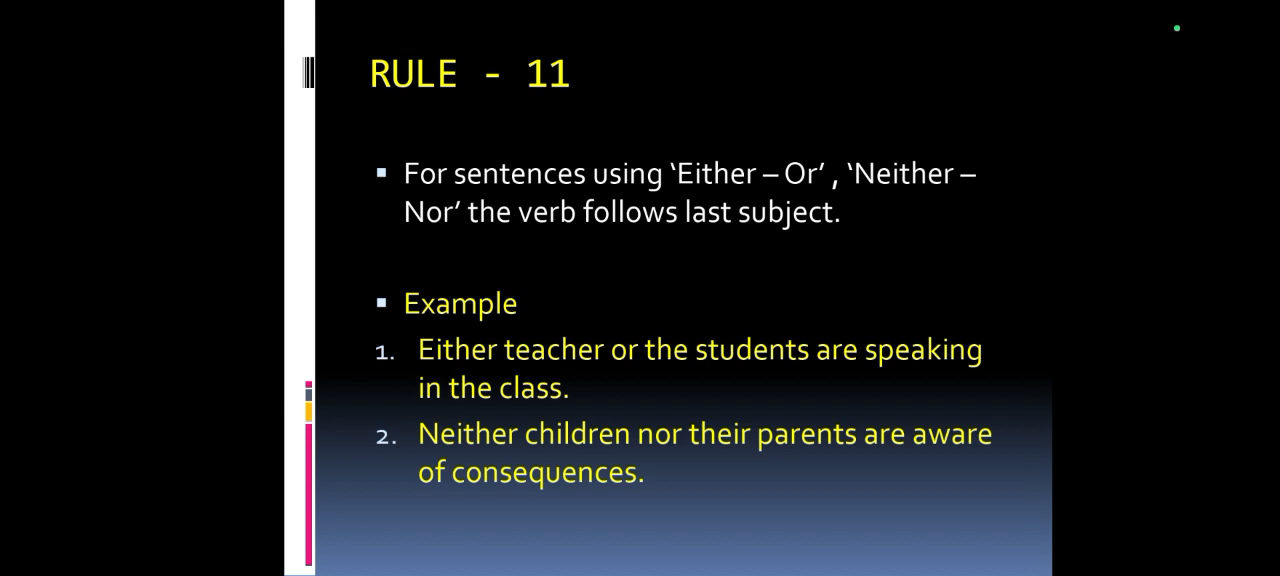 RULE - 11
▪ For sentences using ‘Either – Or’ , ‘Neither –
Nor’ the verb follows last subject.
▪ Example
1. Either teacher or the students are speaking
in the class.
2. Neither children nor their parents are aware
of consequences.